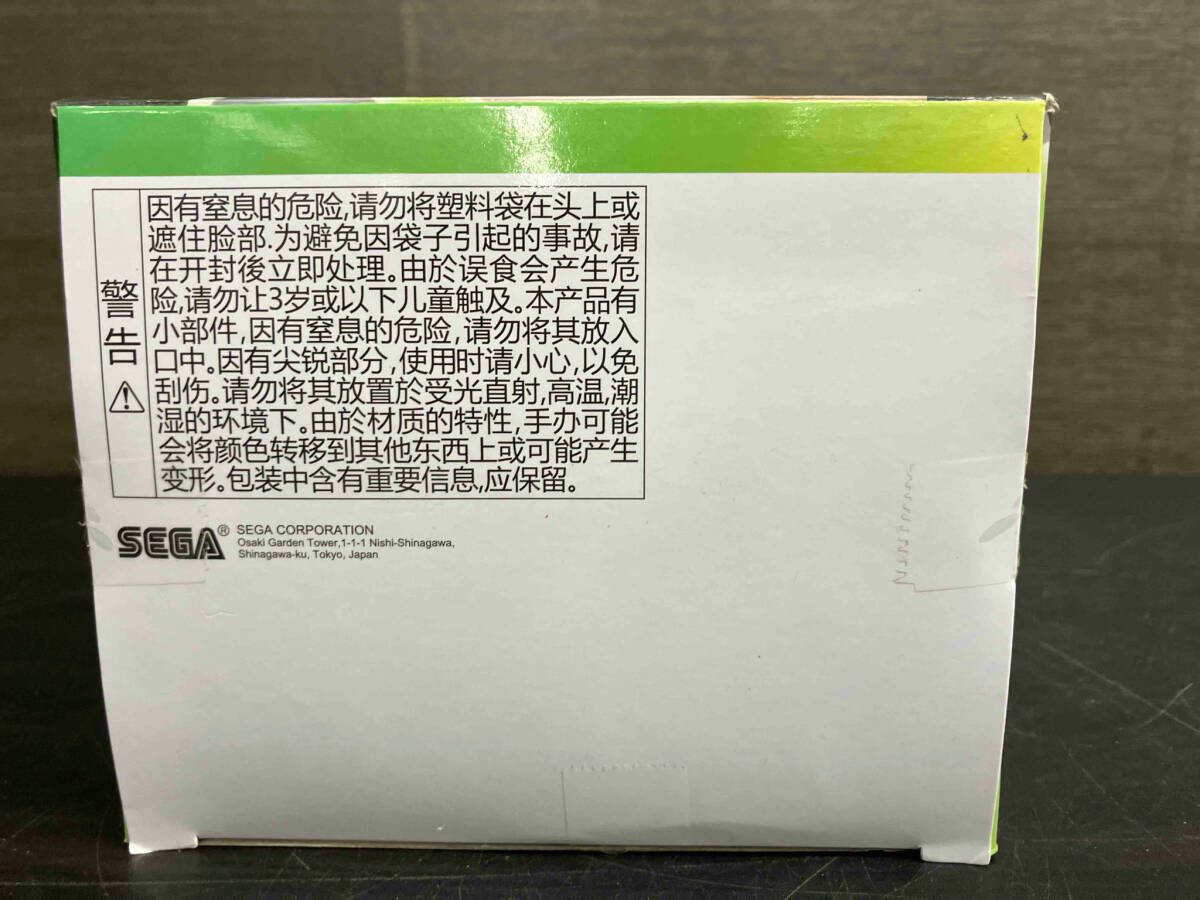 警告
因有窒息的危险,请勿将塑料袋在头上或
遮住脸部.为避免因袋子引起的事故,请
在开封後立即处理。由於误食会产生危
险,请勿让3岁或以下儿童触及。本产品有
小部件,因有窒息的危险,请勿将其放入
口中。因有尖锐部分,使用时请小心,以免
刮伤。请勿将其放置於受光直射,高温,潮
湿的环境下。由於材质的特性,手办可能
会将颜色转移到其他东西上或可能产生
变形。包装中含有重要信息,应保留。
SEGA® SEGA CORPORATION
Osaki Garden Tower,1-1-1 Nishi-Shinagawa,
Shinagawa-ku, Tokyo, Japan